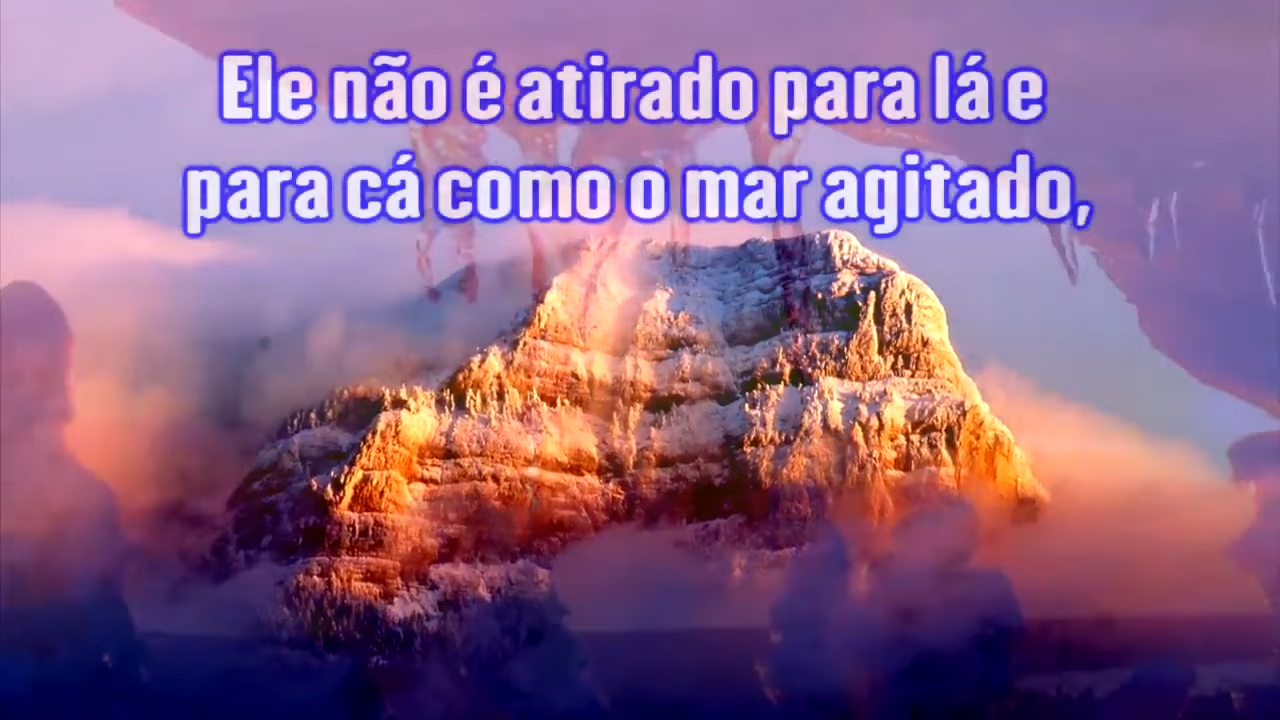 Ele não é atirado para lá e
para cá como o mar agitado,